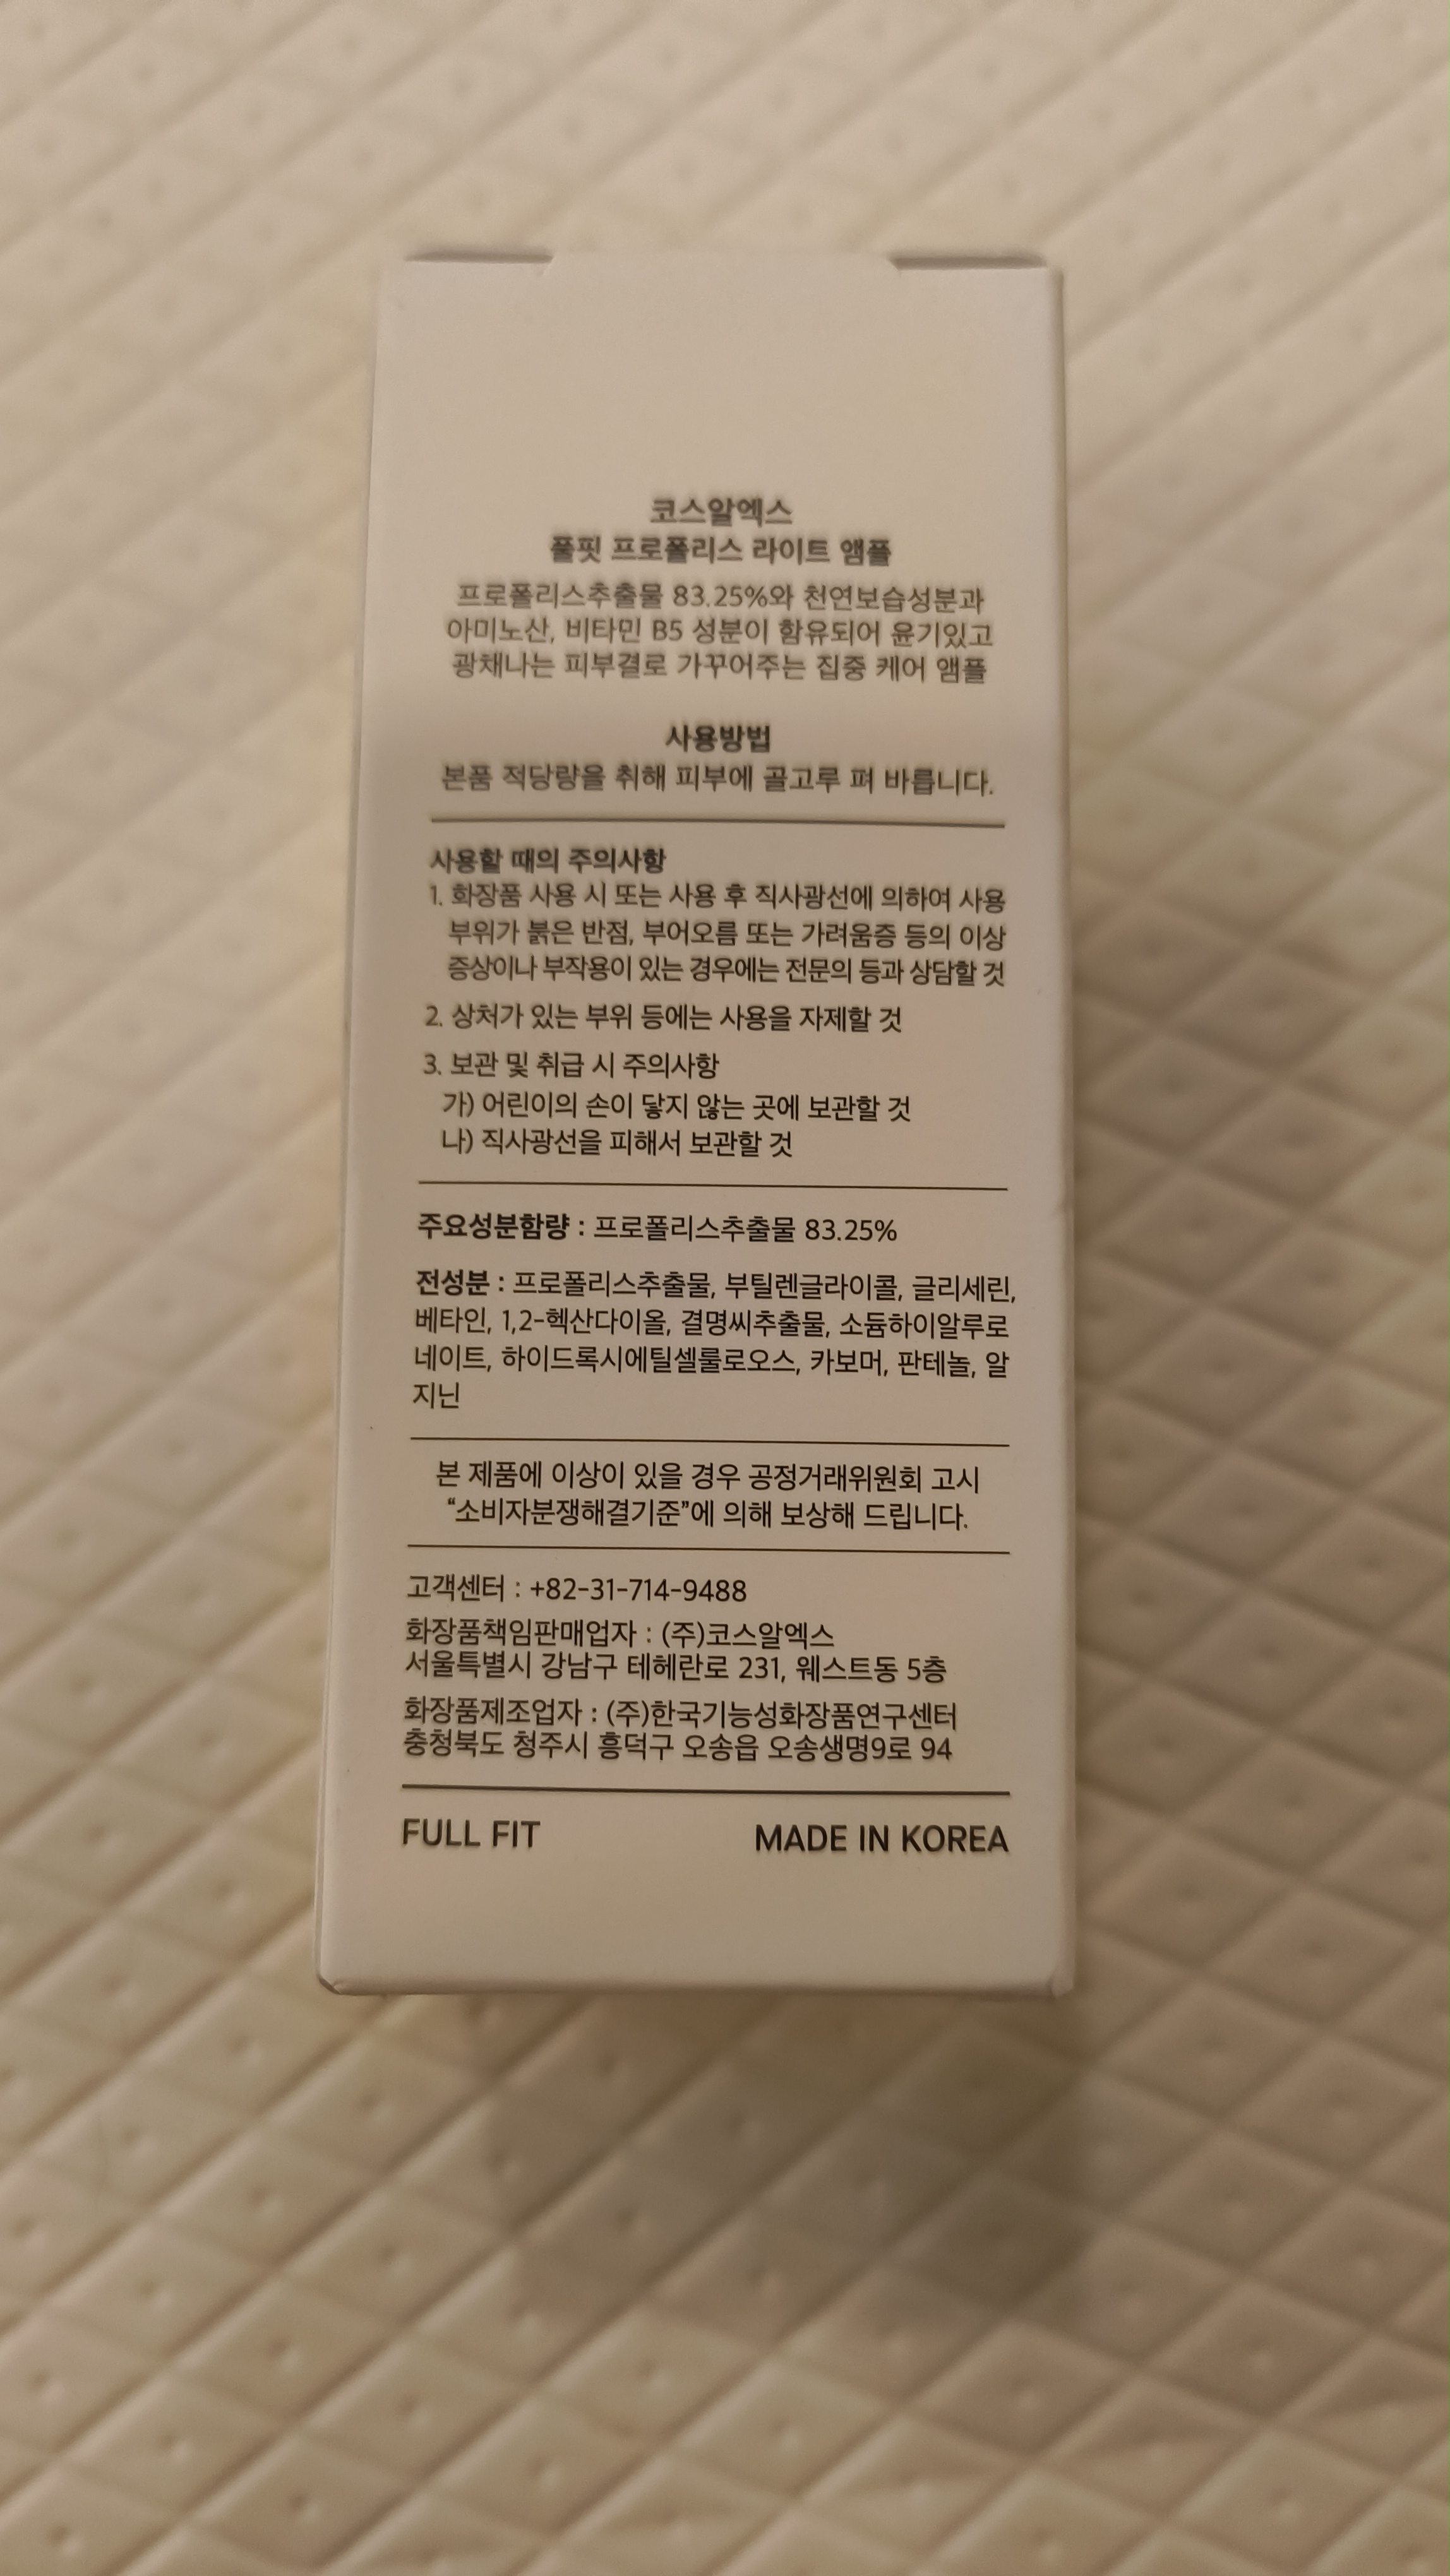 코스알엑스
풀핏 프로폴리스 라이트 앰플
프로폴리스추출물 83.25%와 천연보습성분과
아미노산, 비타민 B5 성분이 함유되어 윤기있고
광채나는 피부결로 가꾸어주는 집중 케어 앰플
사용방법
본품 적당량을 취해 피부에 골고루 펴 바릅니다.
사용할 때의 주의사항
1. 화장품 사용 시 또는 사용 후 직사광선에 의하여 사용
부위가 붉은 반점, 부어오름 또는 가려움증 등의 이상
증상이나 부작용이 있는 경우에는 전문의 등과 상담할 것
2. 상처가 있는 부위 등에는 사용을 자제할 것
3. 보관 및 취급 시 주의사항
가) 어린이의 손이 닿지 않는 곳에 보관할 것
나) 직사광선을 피해서 보관할 것
주요성분함량 : 프로폴리스추출물 83.25%
전성분 : 프로폴리스추출물, 부틸렌글라이콜, 글리세린,
베타인, 1,2-헥산다이올, 결명씨추출물, 소듐하이알루로
네이트, 하이드록시에틸셀룰로오스, 카보머, 판테놀, 알
지닌
본 제품에 이상이 있을 경우 공정거래위원회 고시
“소비자분쟁해결기준”에 의해 보상해 드립니다.
고객센터 : +82-31-714-9488
화장품책임판매업자 : (주)코스알엑스
서울특별시 강남구 테헤란로 231, 웨스트동 5층
화장품제조업자 : (주)한국기능성화장품연구센터
충청북도 청주시 흥덕구 오송읍 오송생명9로 94
FULL FIT MADE IN KOREA